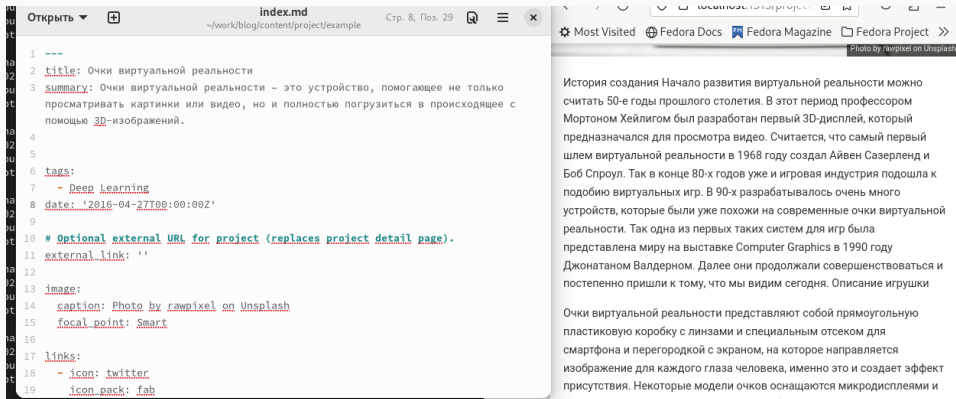 Открыть
index.md
~/work/blog/content/project/example
Стр. 8, Поз. 29
1 ---
2 title: Очки виртуальной реальности
3 summary: Очки виртуальной реальности – это устройство, помогающее не только
просматривать картинки или видео, но и полностью погрузиться в происходящее с
помощью 3D-изображений.
4
5
6 tags:
7 - Deep Learning
8 date: '2016-04-27T00:00:00Z'
9
10 # Optional external URL for project (replaces project detail page).
11 external_link: ''
12
13 image:
14 caption: Photo by rawpixel on Unsplash
15 focal_point: Smart
16
17 links:
18 - icon: twitter
19 icon_pack: fab
Most Visited Fedora Docs Fedora Magazine Fedora Project
Photo by rawpixel on Unsplash
История создания Начало развития виртуальной реальности можно
считать 50-е годы прошлого столетия. В этот период профессором
Мортоном Хейлигом был разработан первый 3D-дисплей, который
предназначался для просмотра видео. Считается, что самый первый
шлем виртуальной реальности в 1968 году создал Айвен Сазерленд и
Боб Спроул. Так в конце 80-х годов уже и игровая индустрия подошла к
подобию виртуальных игр. В 90-х разрабатывалось очень много
устройств, которые были уже похожи на современные очки виртуальной
реальности. Так одна из первых таких систем для игр была
представлена миру на выставке Computer Graphics в 1990 году
Джонатаном Валдерном. Далее они продолжали совершенствоваться и
постепенно пришли к тому, что мы видим сегодня. Описание игрушки
Очки виртуальной реальности представляют собой прямоугольную
пластиковую коробку с линзами и специальным отсеком для
смартфона и перегородкой с экраном, на которое направляется
изображение для каждого глаза человека, именно это и создает эффект
присутствия. Некоторые модели очков оснащаются микродисплеями и